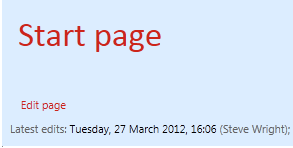 Start page
Edit page
Latest edits: Tuesday, 27 March 2012, 16:06 (Steve Wright);